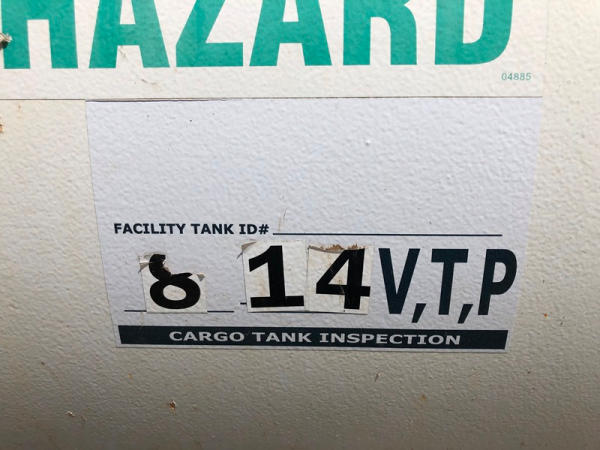 HAZARD
04885
FACILITY TANK ID#
8 14 V,T,P
CARGO TANK INSPECTION